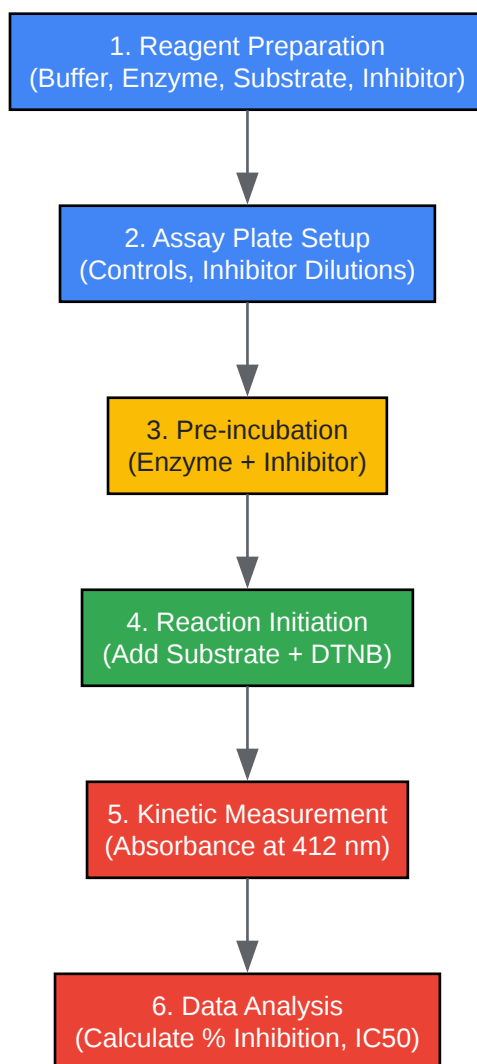 1. Reagent Preparation
(Buffer, Enzyme, Substrate, Inhibitor)
2. Assay Plate Setup
(Controls, Inhibitor Dilutions)
3. Pre-incubation
(Enzyme + Inhibitor)
4. Reaction Initiation
(Add Substrate + DTNB)
5. Kinetic Measurement
(Absorbance at 412 nm)
6. Data Analysis
(Calculate % Inhibition, IC50)